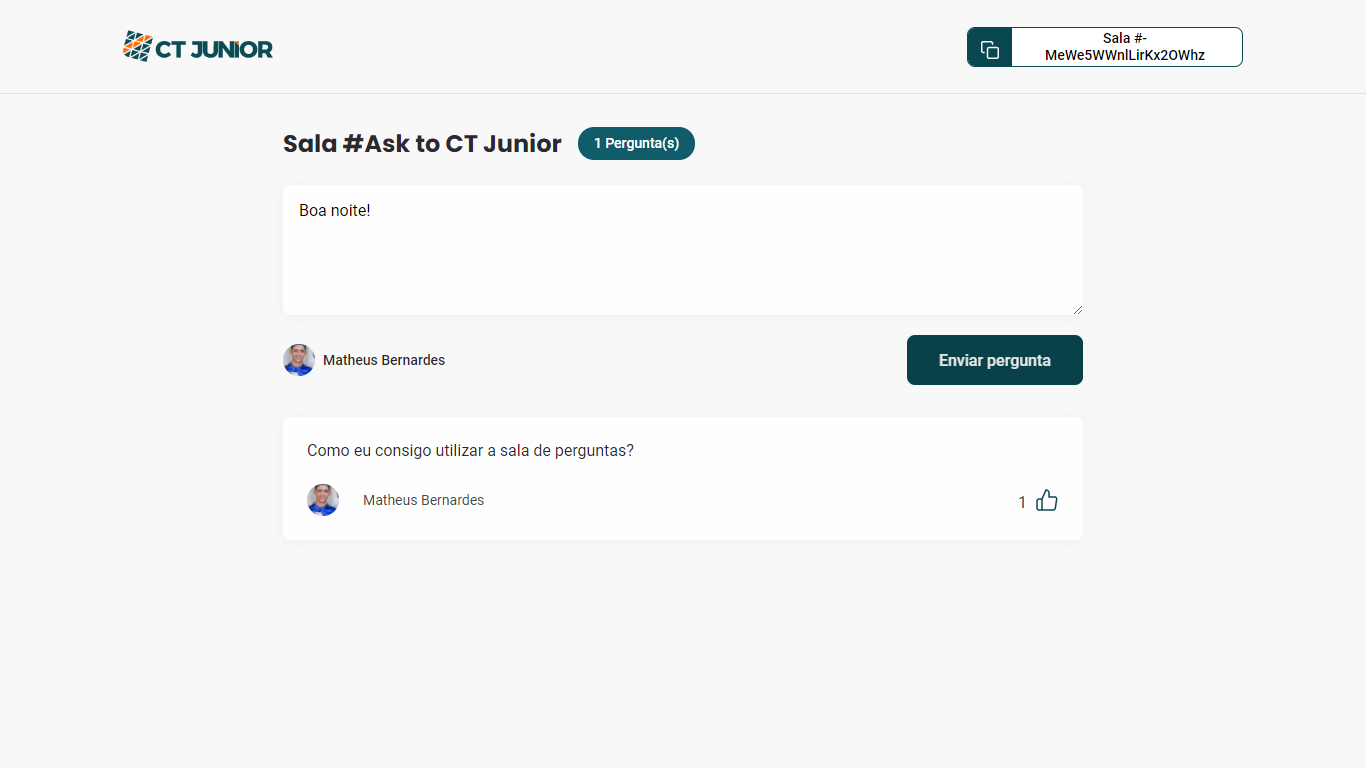 CT JUNIOR
Sala #-
MeWe5WWnlLirKx2OWhz
Sala #Ask to CT Junior
1 Pergunta(s)
Boa noite!
Matheus Bernardes
Enviar pergunta
Como eu consigo utilizar a sala de perguntas?
Matheus Bernardes
1